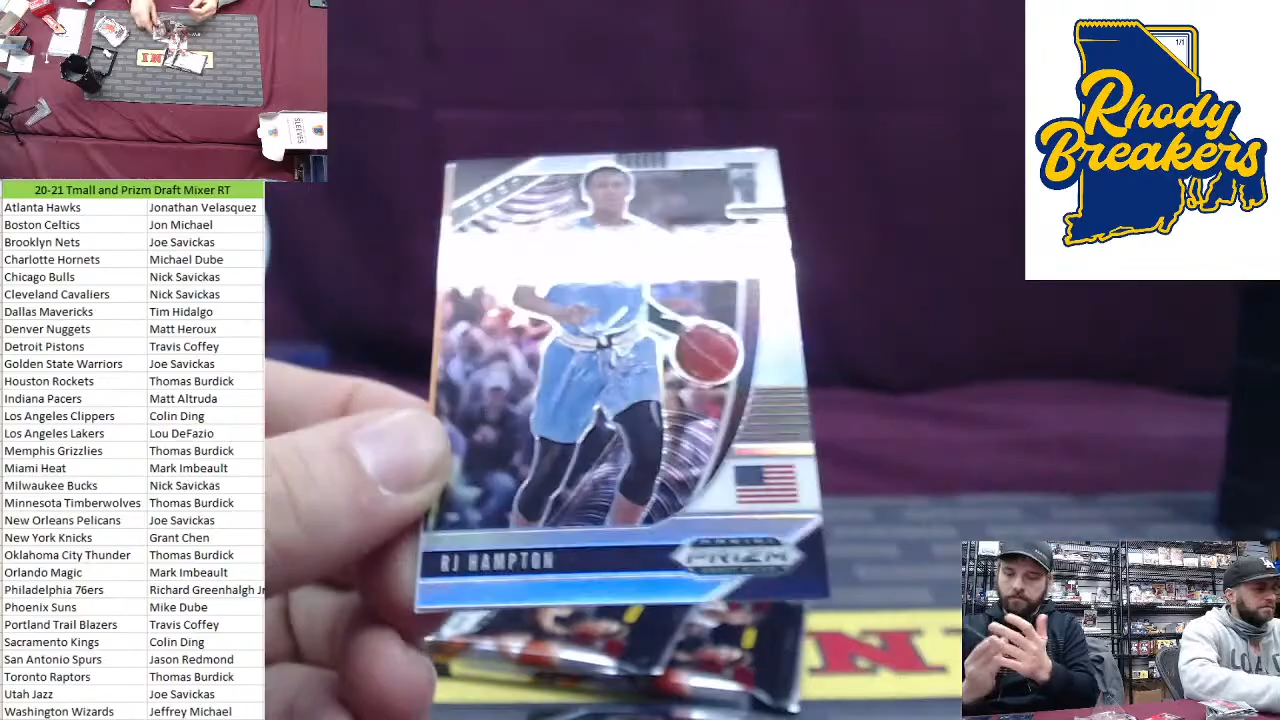 1/1
Rhody
Breakers
SLEEVES
20-21 Tmall and Prizm Draft Mixer RT
Atlanta Hawks Jonathan Velasquez
Boston Celtics Jon Michael
Brooklyn Nets Joe Savickas
Charlotte Hornets Michael Dube
Chicago Bulls Nick Savickas
Cleveland Cavaliers Nick Savickas
Dallas Mavericks Tim Hidalgo
Denver Nuggets Matt Heroux
Detroit Pistons Travis Coffey
Golden State Warriors Joe Savickas
Houston Rockets Thomas Burdick
Indiana Pacers Matt Altruda
Los Angeles Clippers Colin Ding
Los Angeles Lakers Lou DeFazio
Memphis Grizzlies Thomas Burdick
Miami Heat Mark Imbeault
Milwaukee Bucks Nick Savickas
Minnesota Timberwolves Thomas Burdick
New Orleans Pelicans Joe Savickas
New York Knicks Grant Chen
Oklahoma City Thunder Thomas Burdick
Orlando Magic Mark Imbeault
Philadelphia 76ers Richard Greenhalgh Jr
Phoenix Suns Mike Dube
Portland Trail Blazers Travis Coffey
Sacramento Kings Colin Ding
San Antonio Spurs Jason Redmond
Toronto Raptors Thomas Burdick
Utah Jazz Joe Savickas
Washington Wizards Jeffrey Michael
RJ HAMPTON
PANINI
PRIZM